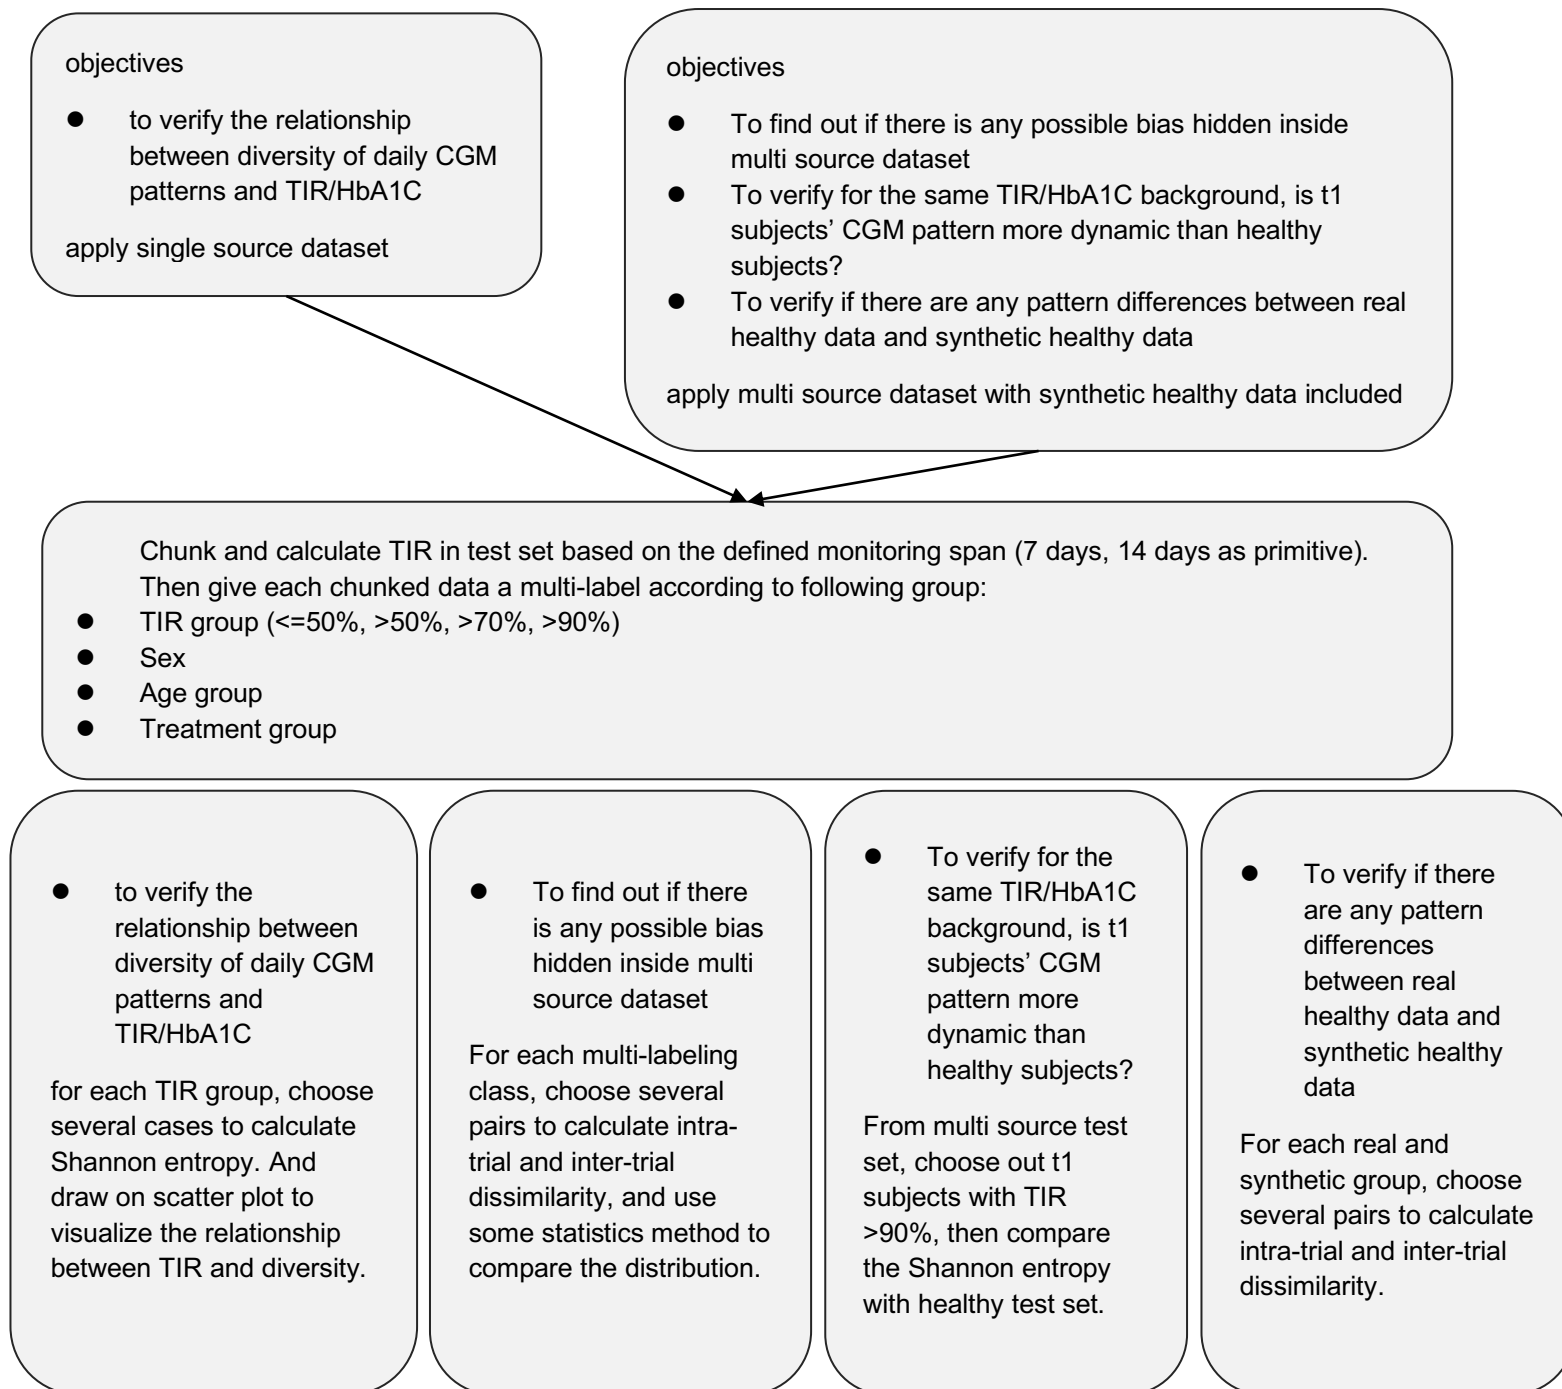 objectives
● to verify the relationship
between diversity of daily CGM
patterns and TIR/HbA1C
apply single source dataset
objectives
● To find out if there is any possible bias hidden inside
multi source dataset
● To verify for the same TIR/HbA1C background, is t1
subjects’ CGM pattern more dynamic than healthy
subjects?
● To verify if there are any pattern differences between real
healthy data and synthetic healthy data
apply multi source dataset with synthetic healthy data included
Chunk and calculate TIR in test set based on the defined monitoring span (7 days, 14 days as primitive).
Then give each chunked data a multi-label according to following group:
● TIR group (<=50%, >50%, >70%, >90%)
● Sex
● Age group
● Treatment group
● to verify the
relationship between
diversity of daily CGM
patterns and
TIR/HbA1C
for each TIR group, choose
several cases to calculate
Shannon entropy. And
draw on scatter plot to
visualize the relationship
between TIR and diversity.
● To find out if there
is any possible bias
hidden inside multi
source dataset
For each multi-labeling
class, choose several
pairs to calculate intra-
trial and inter-trial
dissimilarity, and use
some statistics method to
compare the distribution.
● To verify for the
same TIR/HbA1C
background, is t1
subjects’ CGM
pattern more
dynamic than
healthy subjects?
From multi source test
set, choose out t1
subjects with TIR
>90%, then compare
the Shannon entropy
with healthy test set.
● To verify if there
are any pattern
differences
between real
healthy data and
synthetic healthy
data
For each real and
synthetic group, choose
several pairs to calculate
intra-trial and inter-trial
dissimilarity.